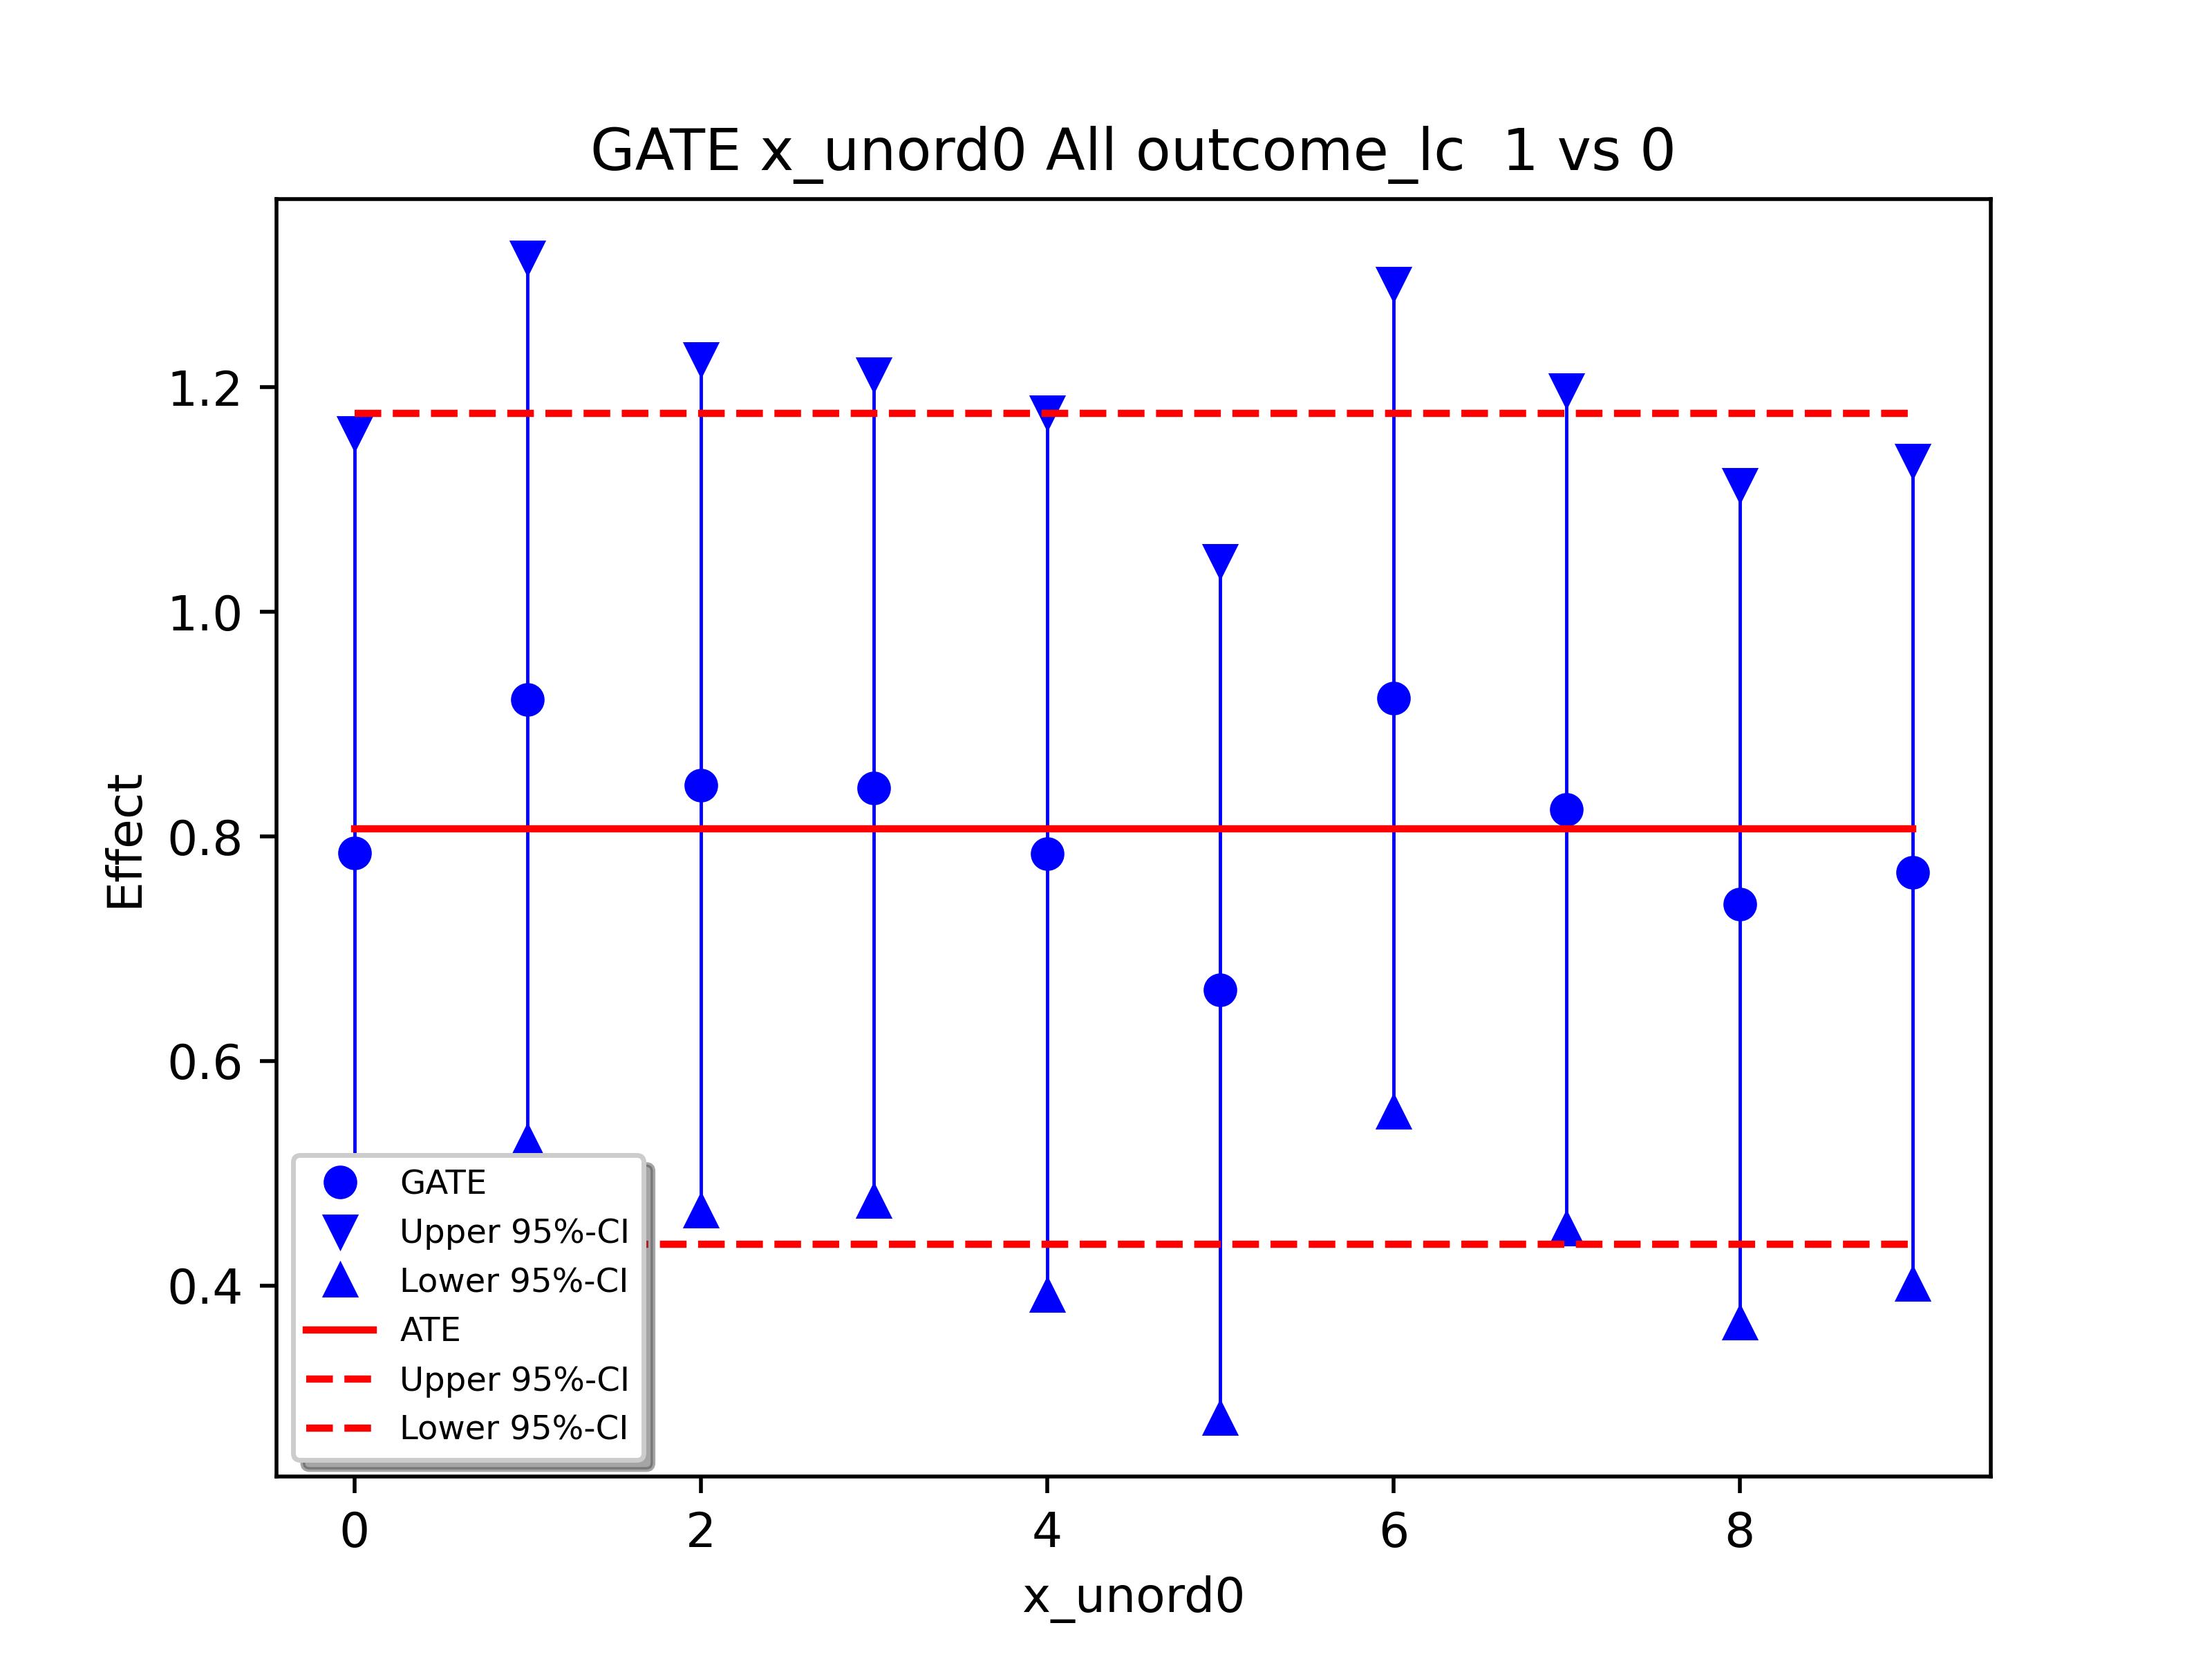 GATE x_unord0 All outcome_lc  1 vs 0
Effect
1.2
1.0
0.8
0.6
0.4
GATE
Upper 95%-CI
Lower 95%-CI
ATE
Upper 95%-CI
Lower 95%-CI
0 2 4 6 8
x_unord0